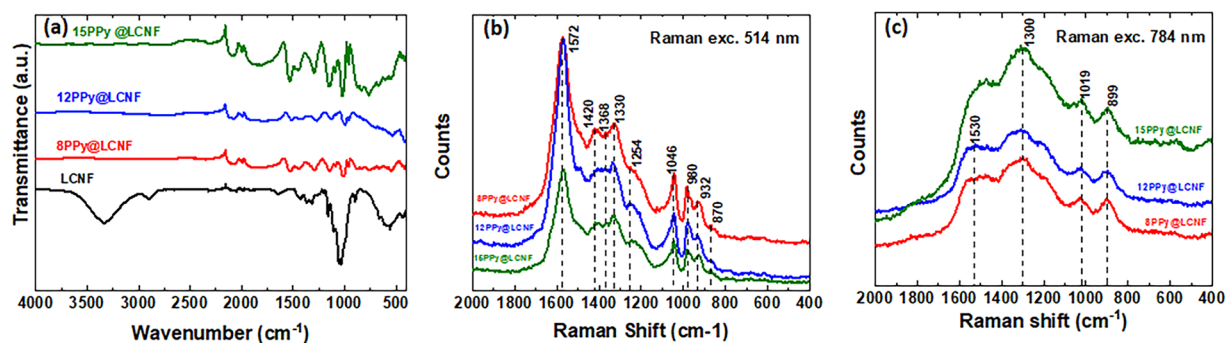 (a)
15PPy@LCNF
12PPy@LCNF
8PPy@LCNF
LCNF
Transmittance (a.u.)
4000 3500 3000 2500 2000 1500 1000 500
Wavenumber (cm-1)
(b)
Raman exc. 514 nm
1572
1420
1368
1330
1254
1046
980
932
870
8PPy@LCNF
12PPy@LCNF
15PPy@LCNF
Counts
2000 1800 1600 1400 1200 1000 800 600 400
Raman Shift (cm-1)
(c)
Raman exc. 784 nm
1530
1300
1019
899
15PPy@LCNF
12PPy@LCNF
8PPy@LCNF
Counts
2000 1800 1600 1400 1200 1000 800 600 400
Raman shift (cm-1)